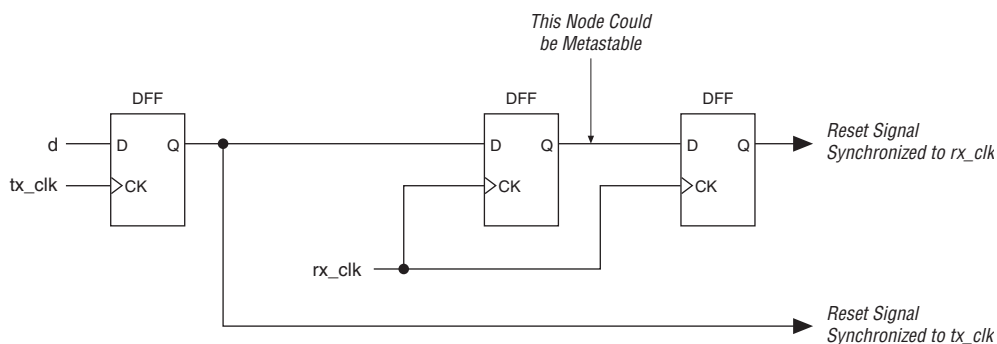 This Node Could
be Metastable
DFF
DFF
DFF
d
D
Q
D
Q
D
Q
Reset Signal
Synchronized to rx_clk
tx_clk
CK
CK
CK
rx_clk
Reset Signal
Synchronized to tx_clk